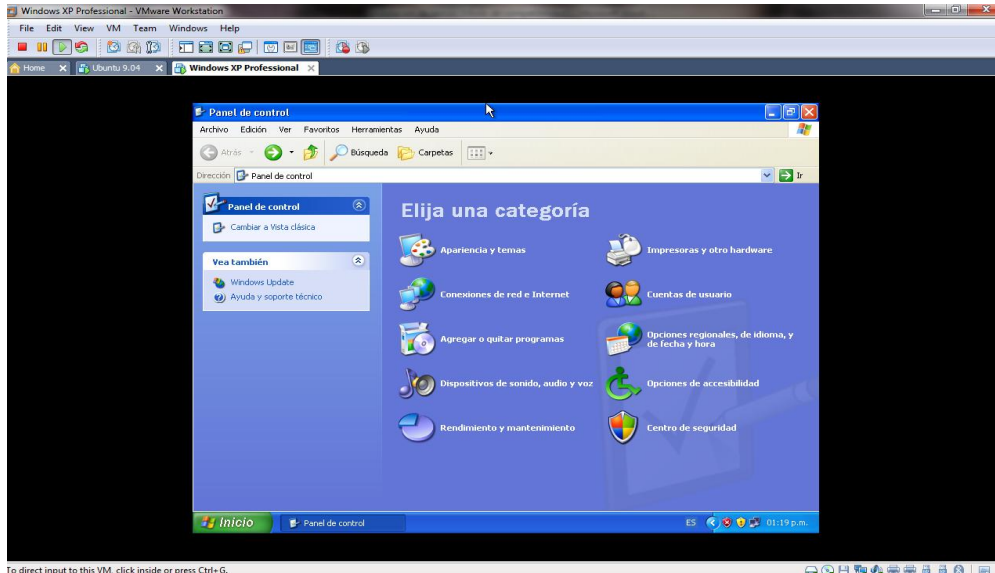 Windows XP Professional - VMware Workstation
File Edit View VM Team Windows Help
Home Ubuntu 9.04 Windows XP Professional
Panel de control
Archivo Edición Ver Favoritos Herramientas Ayuda
Atrás Búsqueda Carpetas
Dirección Panel de control Ir
Panel de control
Cambiar a Vista clásica
Vea también
Windows Update
Ayuda y soporte técnico
Elija una categoría
Apariencia y temas
Impresoras y otro hardware
Conexiones de red e Internet
Cuentas de usuario
Agregar o quitar programas
Opciones regionales, de idioma, y
de fecha y hora
Dispositivos de sonido, audio y voz
Opciones de accesibilidad
Rendimiento y mantenimiento
Centro de seguridad
Inicio Panel de control ES 01:19 p.m.
To direct input to this VM, click inside or press Ctrl+G.